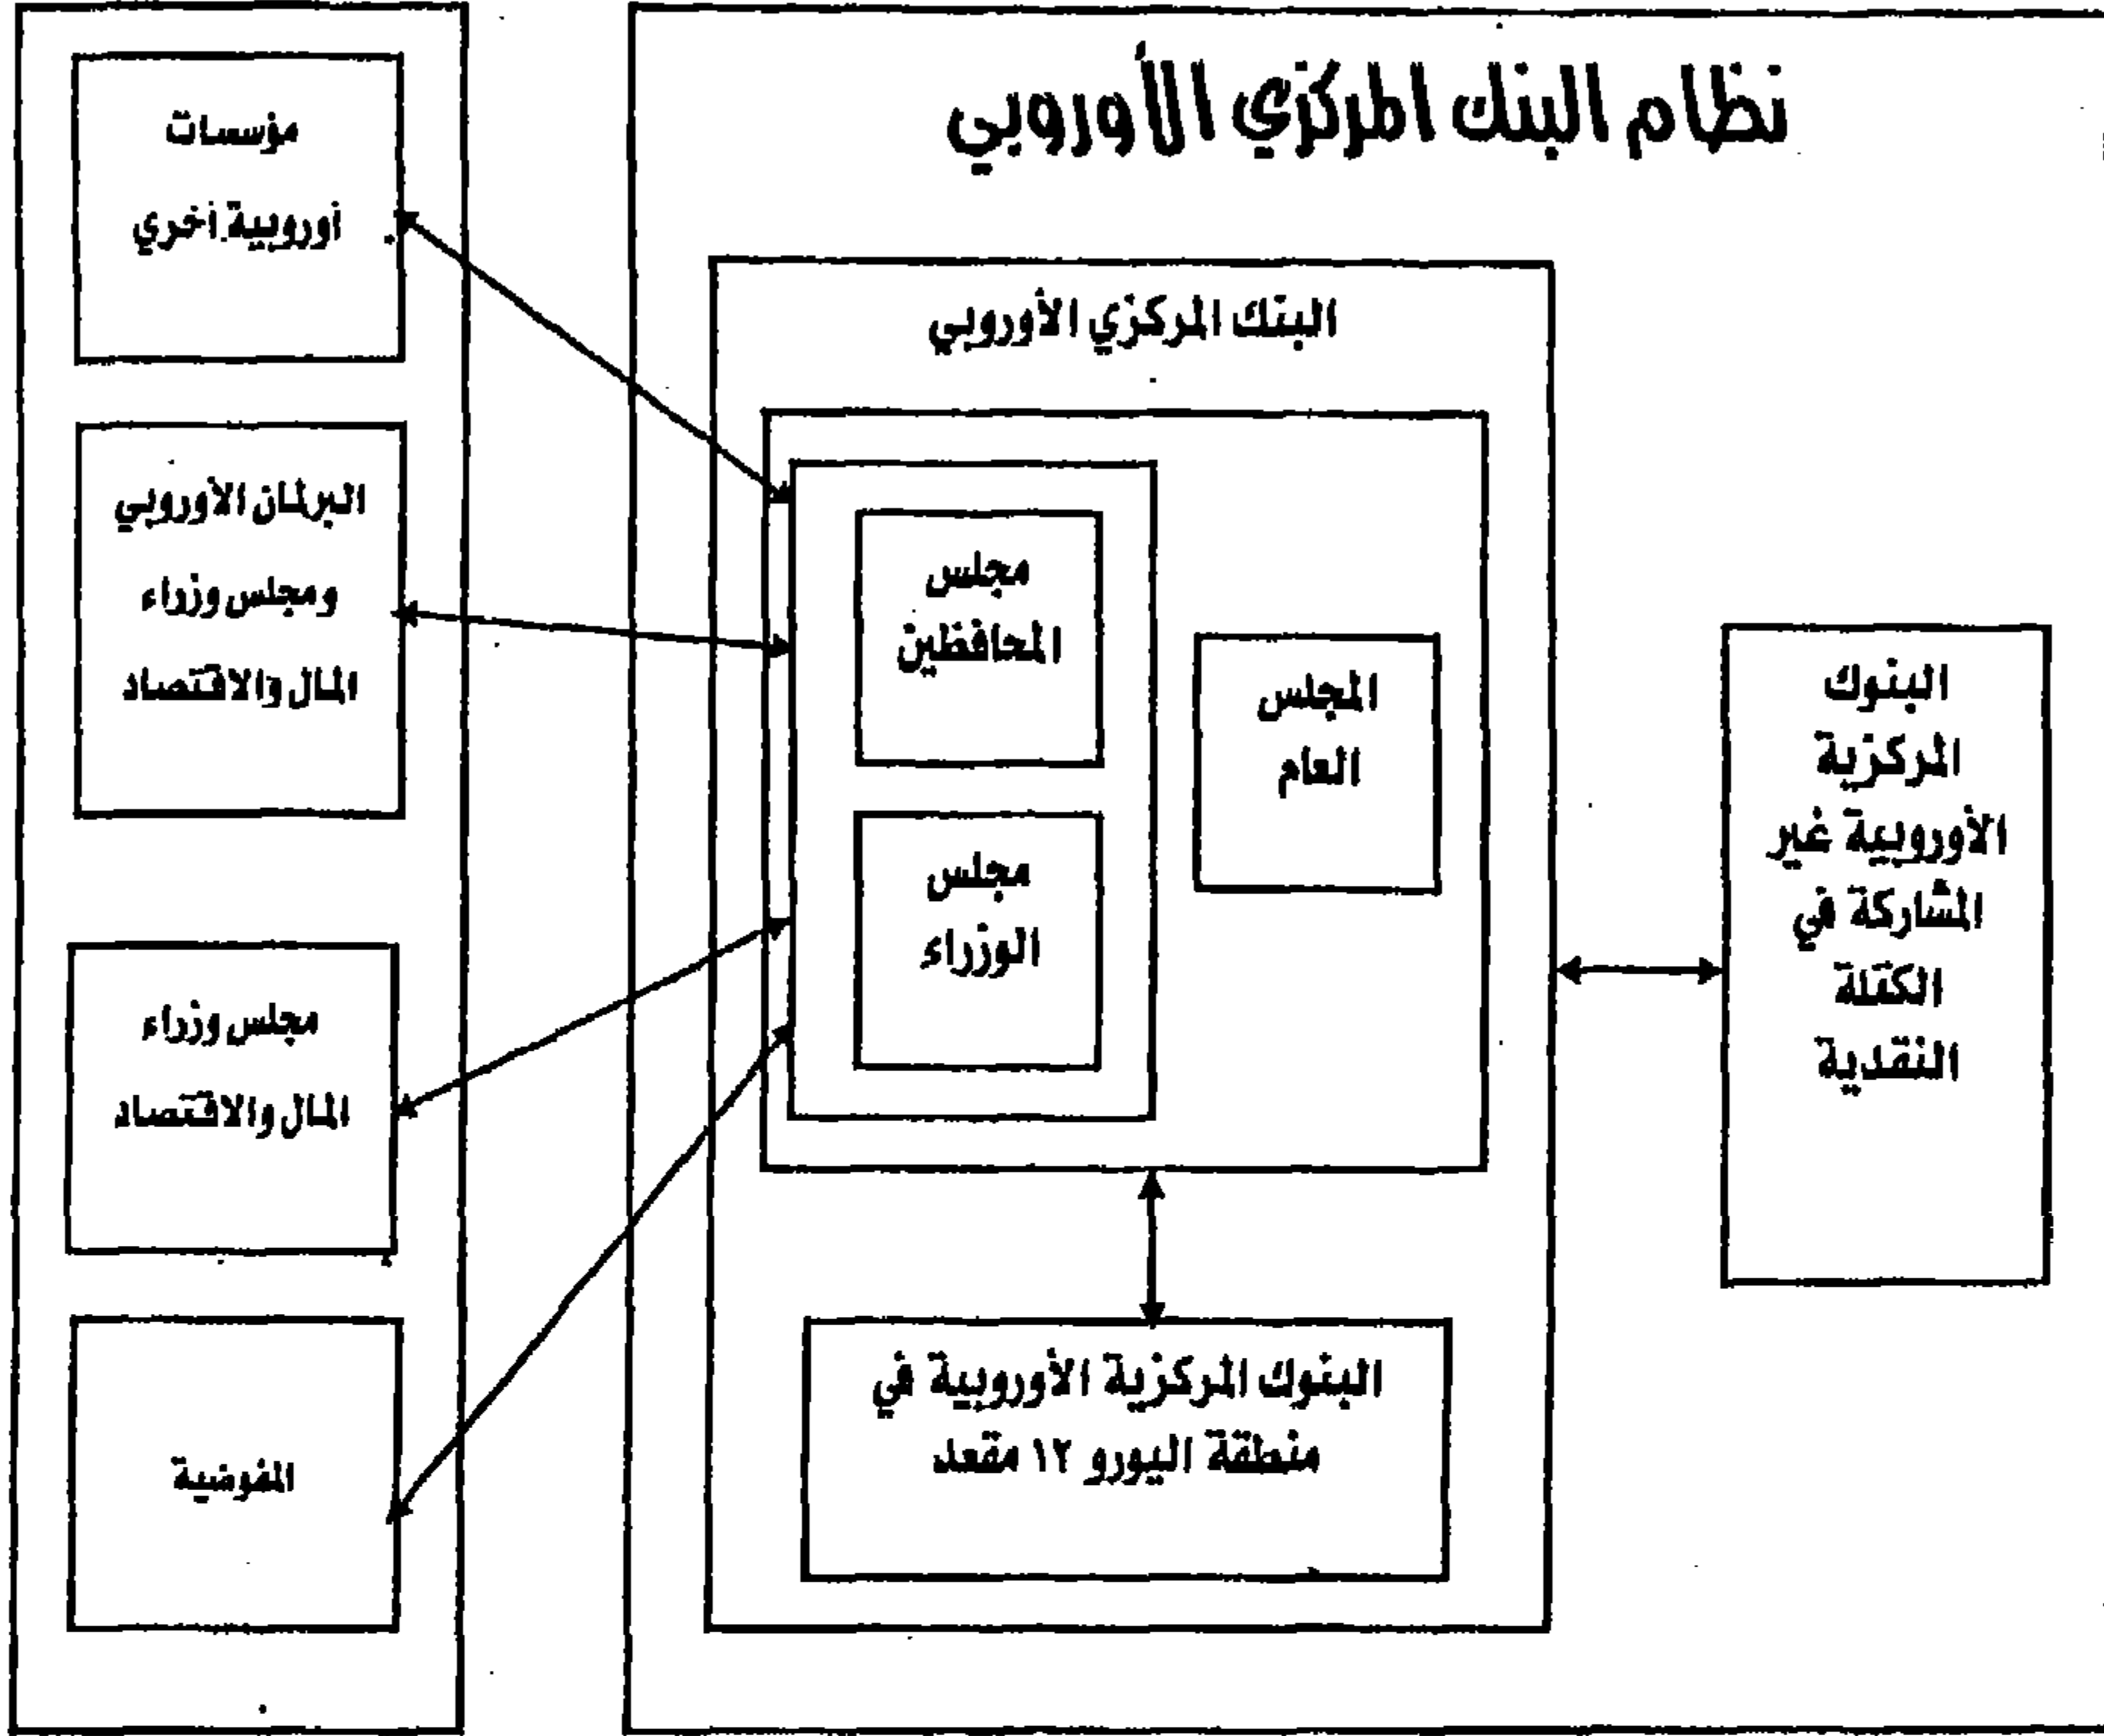 نظام البنك المركزي الأوروبي
البنك المركزي الأوروبي
مجلس
المحافظين
مجلس
الوزراء
المجلس
العام
البنوك المركزية الأوروبية في
منطقة اليورو ١٢ مقعد
البنوك
المركزية
الأوروبية غير
المشاركة في
الكتلة
النقدية
مؤسسات
أوروبية أخري
البرلمان الأوروبي
ومجلس وزراء
المال والاقتصاد
مجلس وزراء
المال والاقتصاد
المفوضية